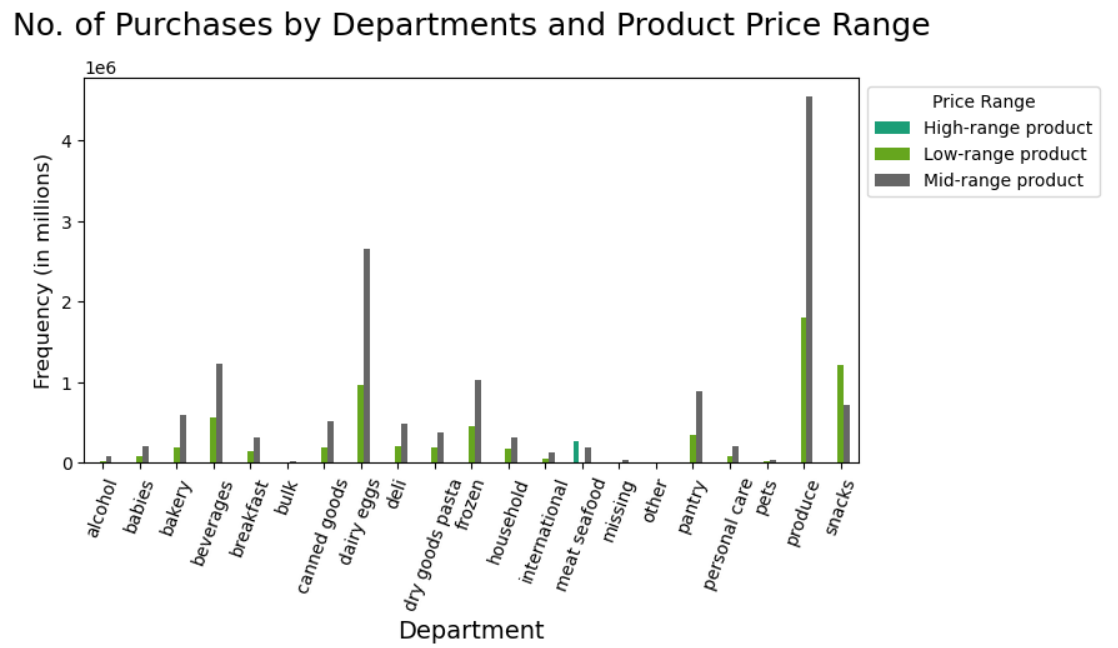 No. of Purchases by Departments and Product Price Range
1e6
Price Range
High-range product
Low-range product
Mid-range product
Frequency (in millions)
4
3
2
1
0
alcohol
babies
bakery
beverages
breakfast
bulk
canned goods
dairy eggs
deli
dry goods pasta
frozen
household
international
meat seafood
missing
other
pantry
personal care
pets
produce
snacks
Department